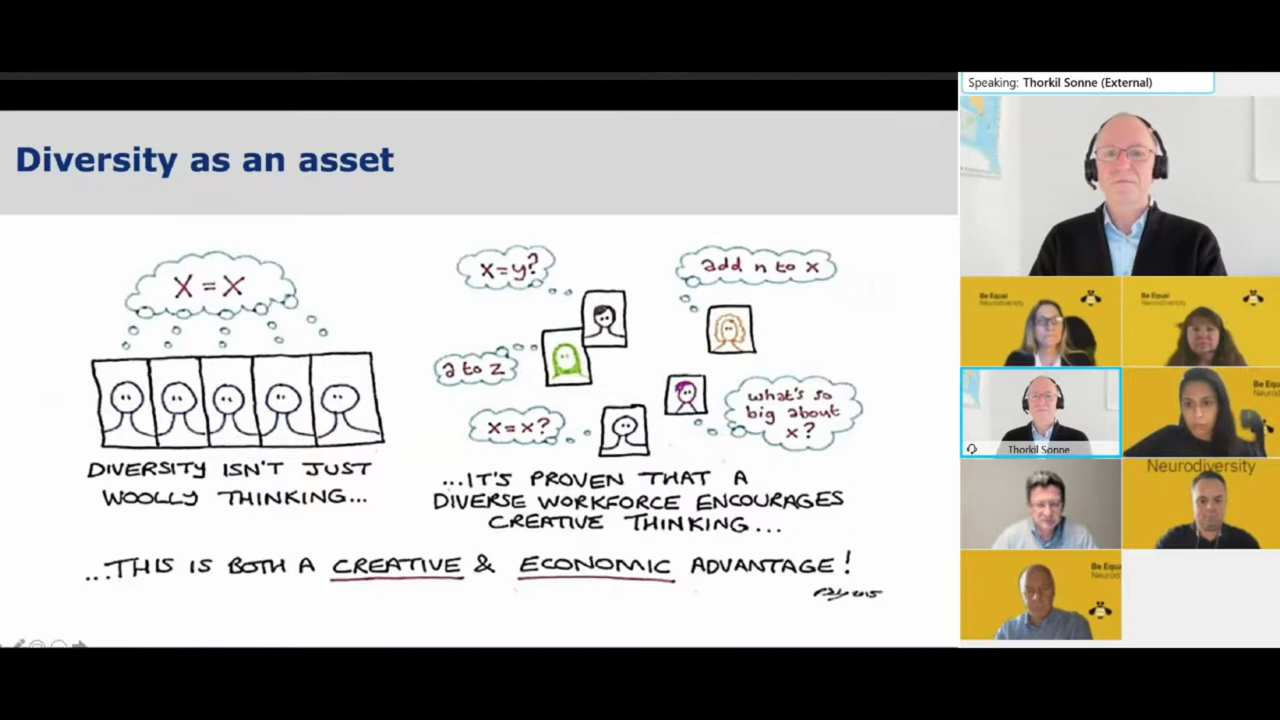 Diversity as an asset
X = X
DIVERSITY ISN'T JUST
WOOLLY THINKING...
X=Y?
a to z
X=X?
add n to X
what's so
big about
X?
...IT'S PROVEN THAT A
DIVERSE WORKFORCE ENCOURAGES
CREATIVE THINKING...
...THIS IS BOTH A CREATIVE & ECONOMIC ADVANTAGE!
Speaking: Thorkil Sonne (External)
Be Equal
Neurodiversity
Thorkil Sonne
Neurodiversity